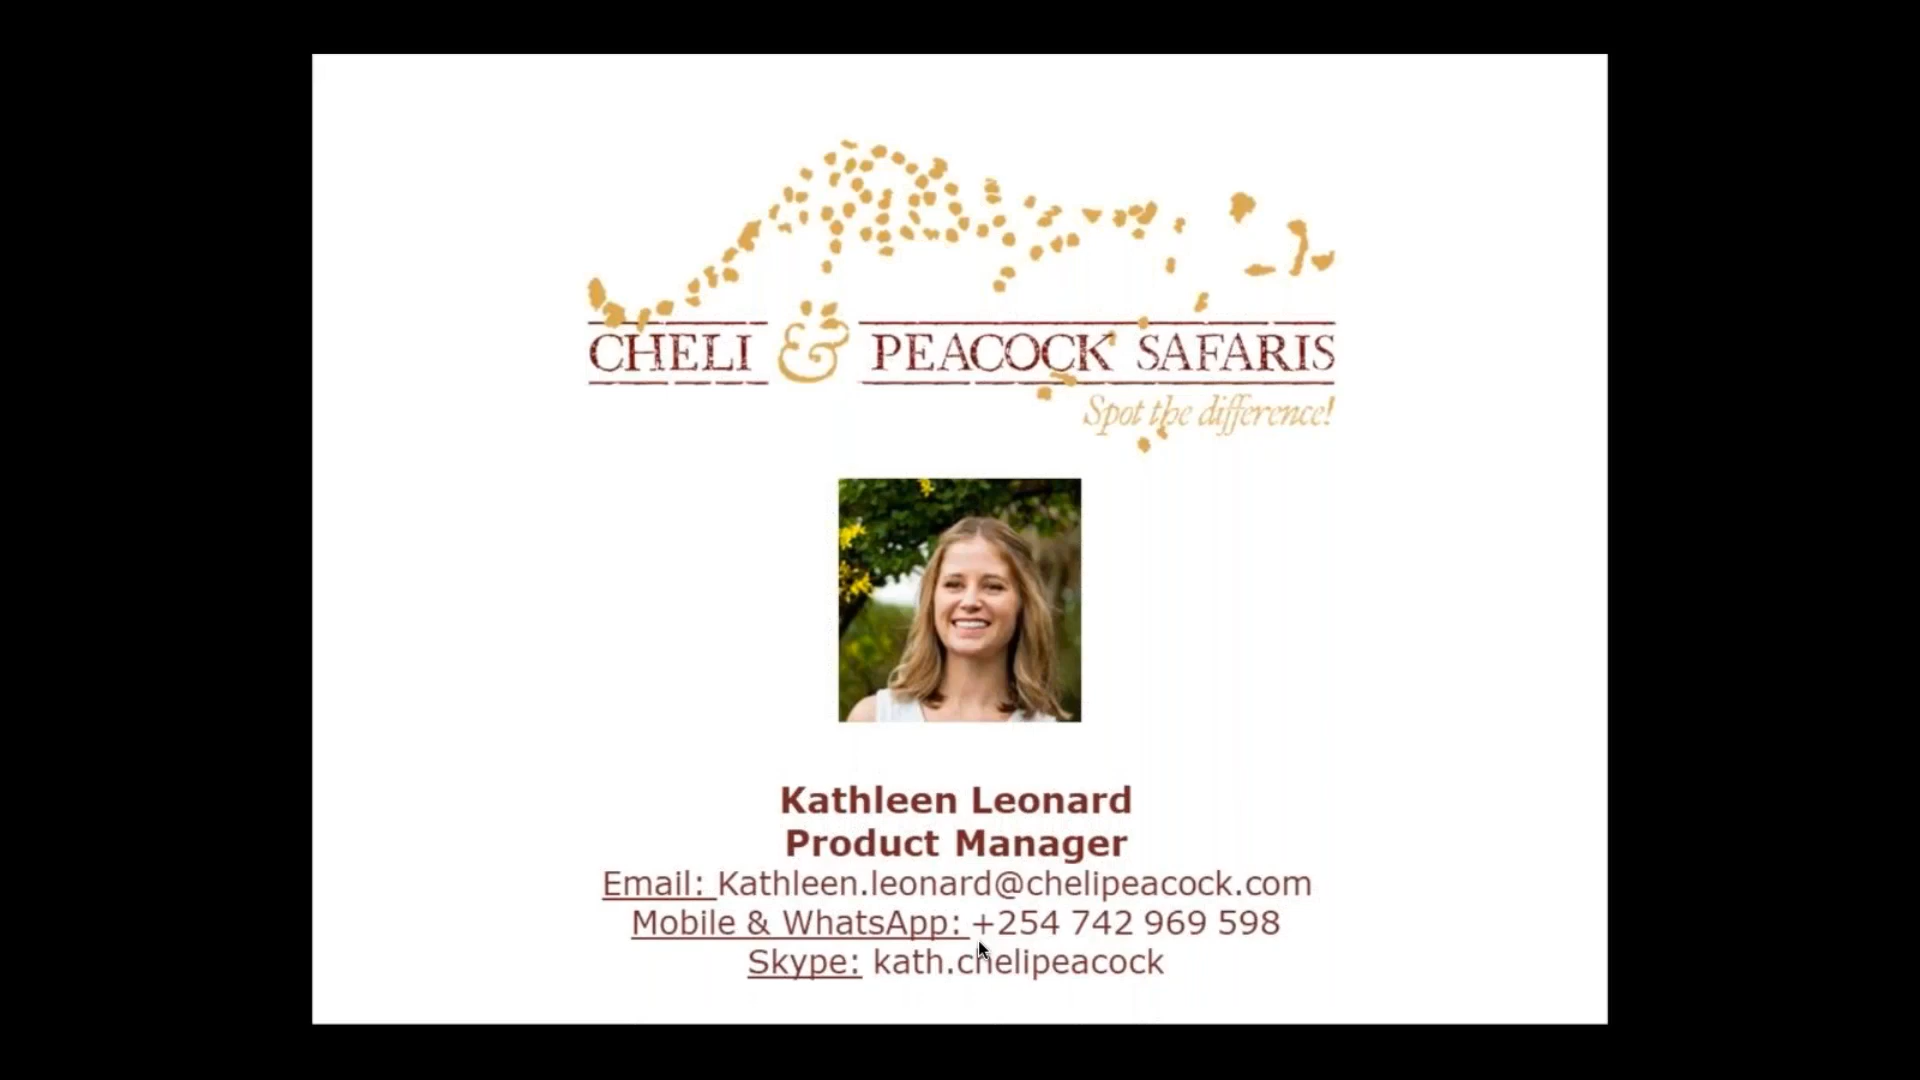 CHELI & PEACOCK SAFARIS
Spot the difference!
Kathleen Leonard
Product Manager
Email: Kathleen.leonard@chelipeacock.com
Mobile & WhatsApp: +254 742 969 598
Skype: kath.chelipeacock